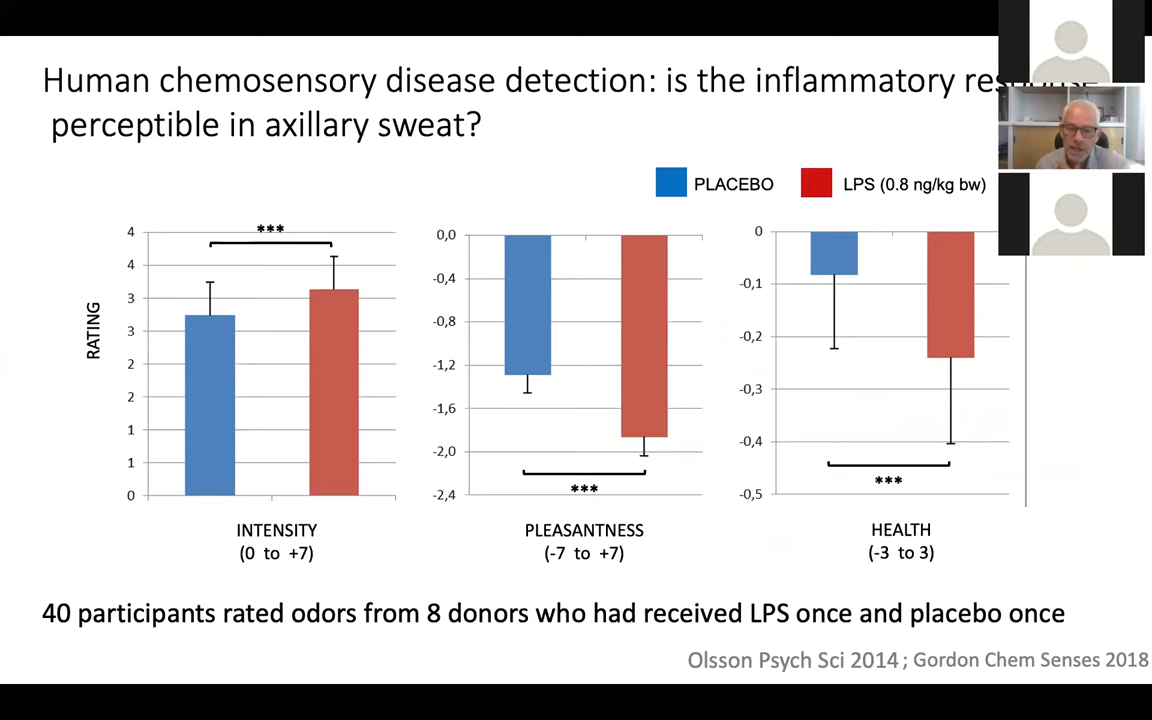 Human chemosensory disease detection: is the inflammatory
perceptible in axillary sweat?
PLACEBO
LPS (0.8 ng/kg bw)
RATING
4
4
3
3
2
2
1
1
0
***
INTENSITY
(0 to +7)
0,0
-0,4
-0,8
-1,2
-1,6
-2,0
-2,4
***
PLEASANTNESS
(-7 to +7)
0
-0,1
-0,2
-0,3
-0,4
-0,5
***
HEALTH
(-3 to 3)
40 participants rated odors from 8 donors who had received LPS once and placebo once
Olsson Psych Sci 2014 ; Gordon Chem Senses 2018